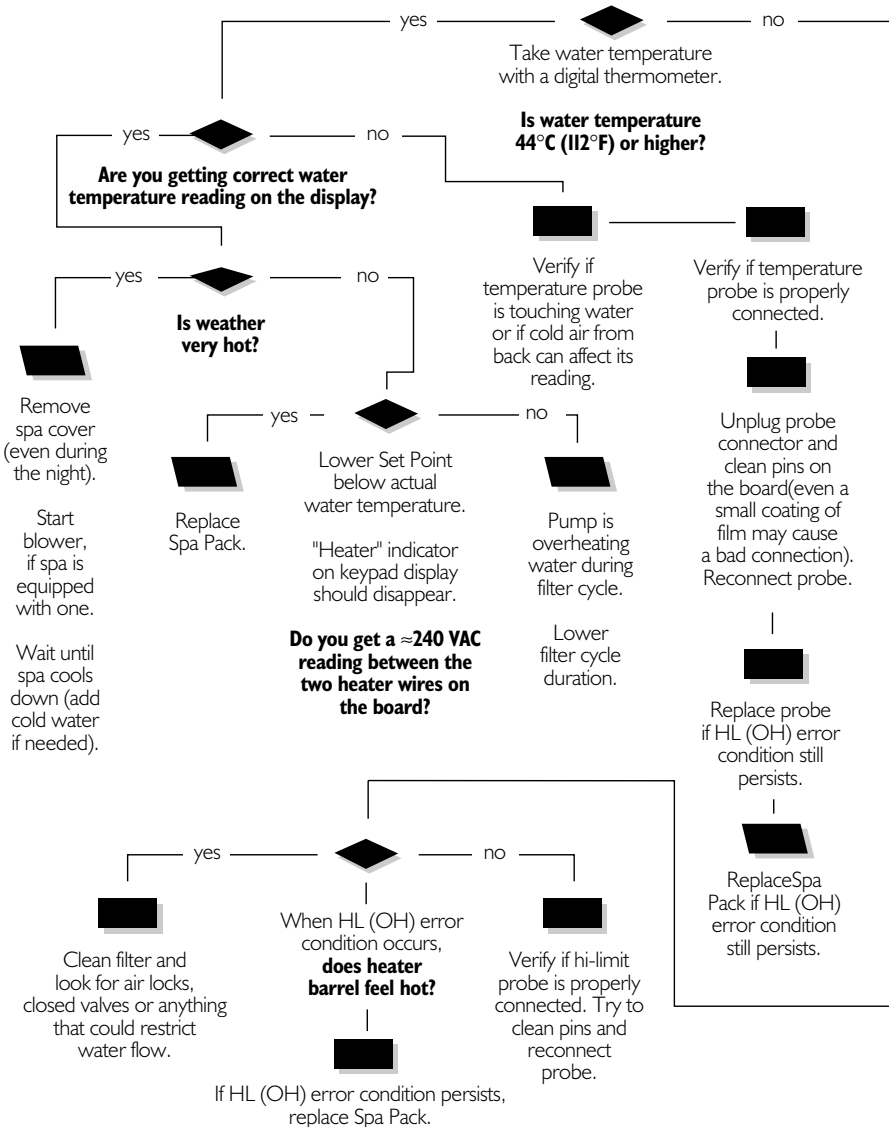 yes
no
Take water temperature
with a digital thermometer.
Is water temperature
44°C (II2°F) or higher?
yes
no
Are you getting correct water
temperature reading on the display?
Verify if
temperature probe
is touching water
or if cold air from
back can affect its
reading.
Verify if temperature
probe is properly
connected.
yes
no
Is weather
very hot?
Remove
spa cover
(even during
the night).
Start
blower,
if spa is
equipped
with one.
Wait until
spa cools
down (add
cold water
if needed).
yes
no
Replace
Spa Pack.
Lower Set Point
below actual
water temperature.
"Heater" indicator
on keypad display
should disappear.
Do you get a ≈240 VAC
reading between the
two heater wires on
the board?
Pump is
overheating
water during
filter cycle.
Lower
filter cycle
duration.
Unplug probe
connector and
clean pins on
the board(even a
small coating of
film may cause
a bad connection).
Reconnect probe.
Replace probe
if HL (OH) error
condition still
persists.
ReplaceSpa
Pack if HL (OH)
error condition
still persists.
yes
no
Clean filter and
look for air locks,
closed valves or anything
that could restrict
water flow.
When HL (OH) error
condition occurs,
does heater
barrel feel hot?
Verify if hi-limit
probe is properly
connected. Try to
clean pins and
reconnect
probe.
If HL (OH) error condition persists,
replace Spa Pack.